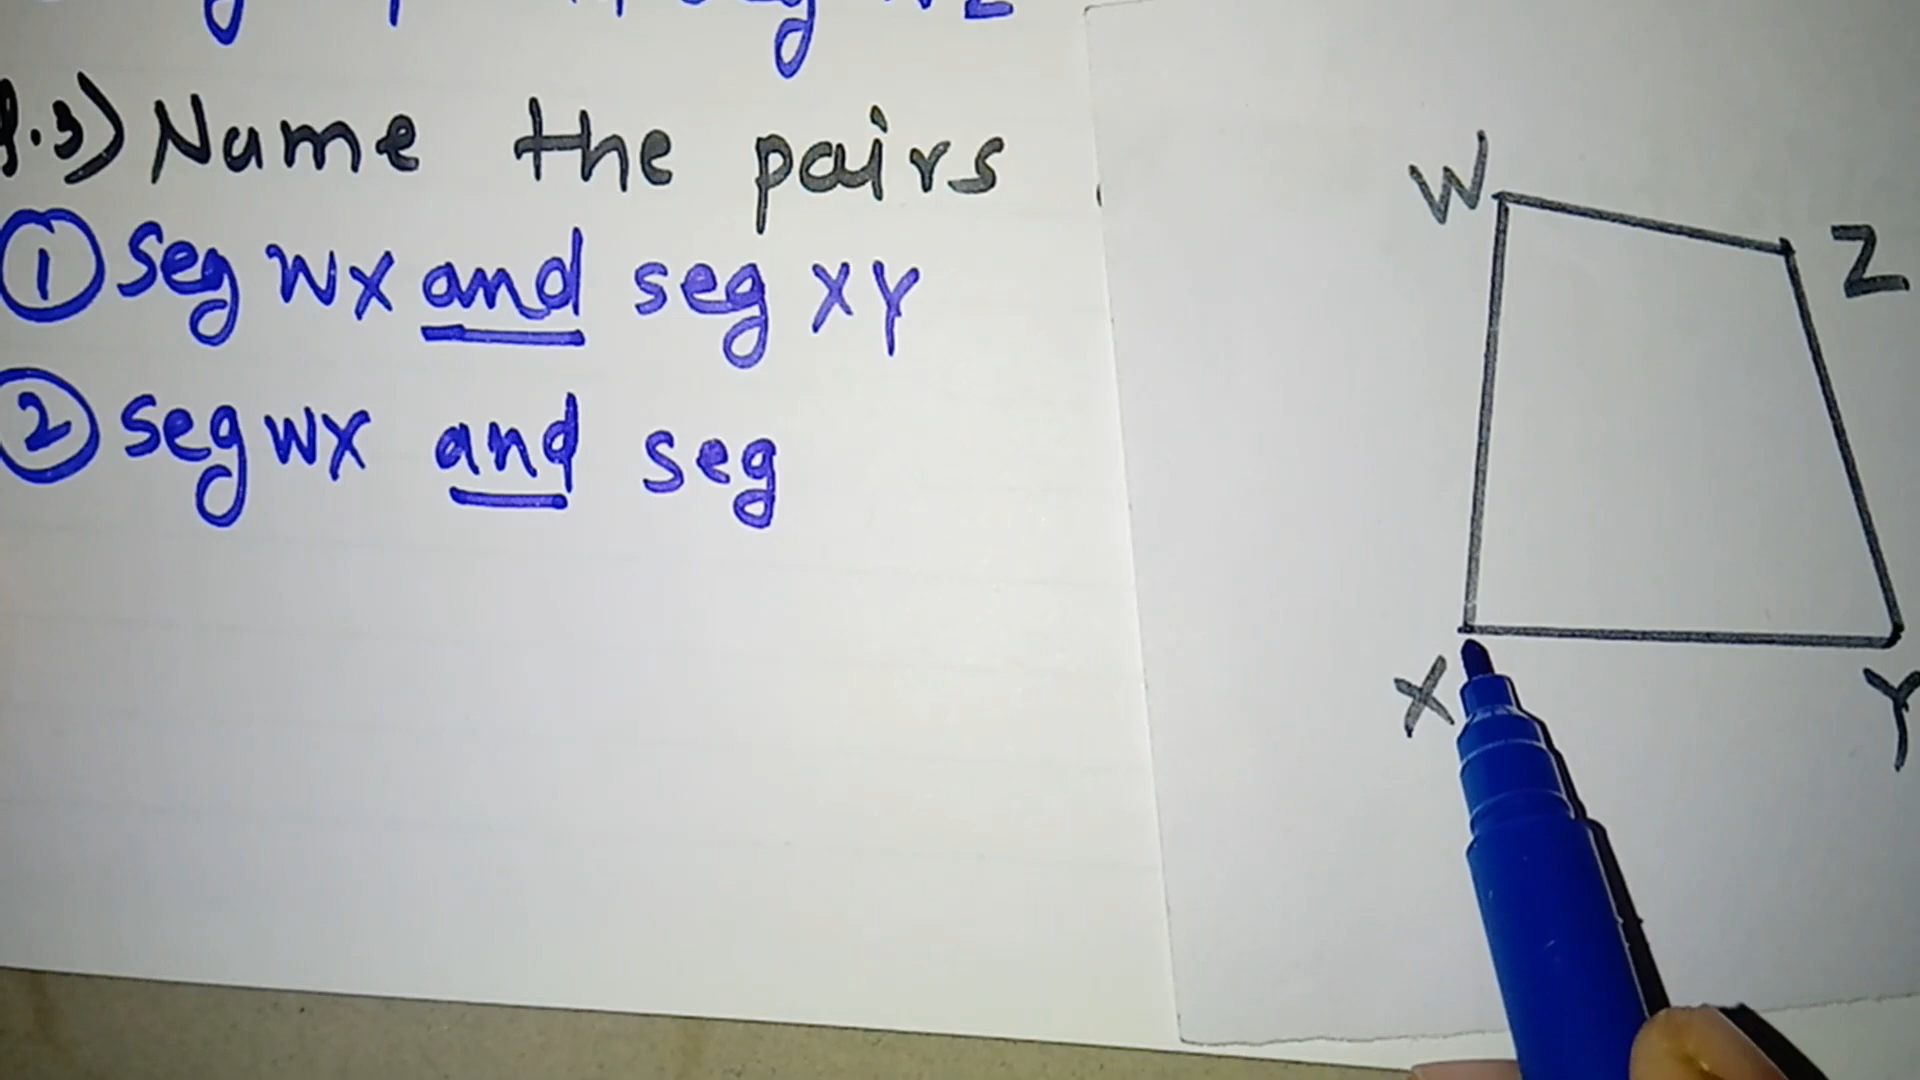 Name the pairs
① seg WX and seg XY
② seg WX and seg
W
Z
X
Y